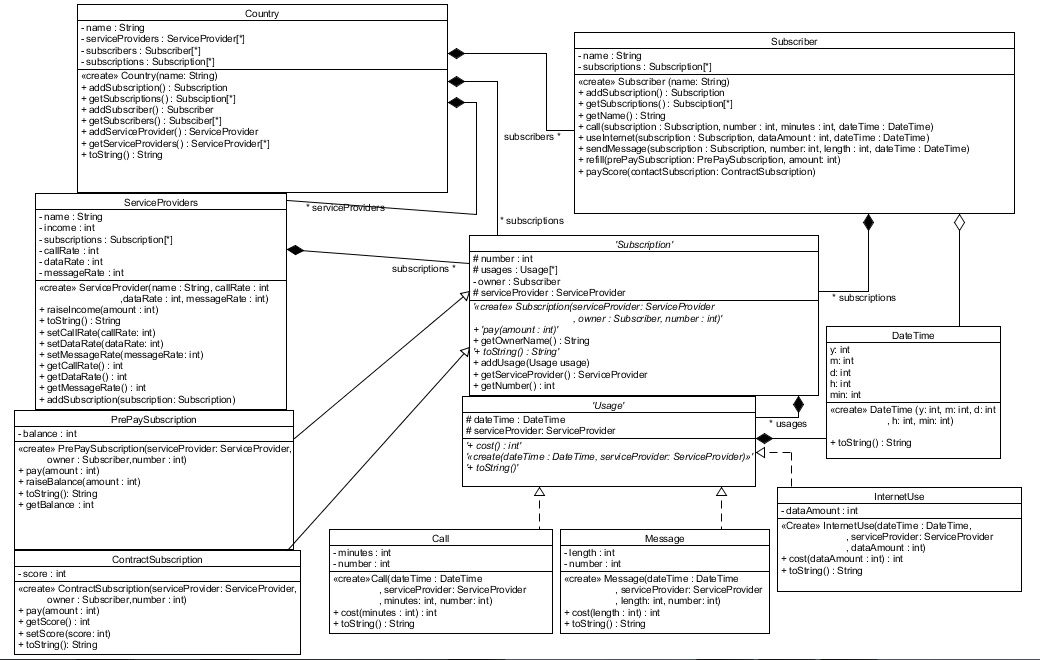 Country
- name : String
- serviceProviders : ServiceProvider[*]
- subscribers : Subscriber[*]
- subscriptions : Subscription[*]
«create» Country(name: String)
+ addSubscription() : Subscription
+ getSubscriptions() : Subsciption[*]
+ addSubscriber() : Subscriber
+ getSubscribers() : Subsciber[*]
+ addServiceProvider() : ServiceProvider
+ getServiceProviders() : ServiceProvider[*]
+ toString() : String
Subscriber
- name : String
- subscriptions : Subscription[*]
«create» Subscriber (name: String)
+ addSubscription() : Subscription
+ getSubscriptions() : Subsciption[*]
+ getName() : String
+ call(subscription : Subscription, number : int, minutes : int, dateTime : DateTime)
+ useInternet(subscription : Subscription, dataAmount : int, dateTime : DateTime)
+ sendMessage(subscription : Subscription, number: int, length : int, dateTime : DateTime)
+ refill(prePaySubscription: PrePaySubscription, amount: int)
+ payScore(contactSubscription: ContractSubscription)
subscribers *
* serviceProviders
* subscriptions
subscriptions *
* subscriptions
ServiceProviders
- name : String
- income : int
- subscriptions : Subscription[*]
- callRate : int
- dataRate : int
- messageRate : int
«create» ServiceProvider(name : String, callRate : int
,dataRate : int, messageRate : int)
+ raiseIncome(amount : int)
+ toString() : String
+ setCallRate(callRate: int)
+ setDataRate(dataRate: int)
+ setMessageRate(messageRate: int)
+ getCallRate() : int
+ getDataRate() : int
+ getMessageRate() : int
+ addSubscription(subscription: Subscription)
'Subscription'
# number : int
# usages : Usage[*]
- owner : Subscriber
# serviceProvider : ServiceProvider
'«create» Subscription(serviceProvider: ServiceProvider
, owner : Subscriber, number : int)'
+ 'pay(amount : int)'
+ getOwnerName() : String
'+ toString() : String'
+ addUsage(Usage usage)
+ getServiceProvider() : ServiceProvider
+ getNumber() : int
DateTime
y: int
m: int
d: int
h: int
min: int
«create» DateTime (y: int, m: int, d: int
, h: int, min: int)
+ toString() : String
* usages
'Usage'
# dateTime : DateTime
# serviceProvider: ServiceProvider
'+ cost() : int'
'«create(dateTime : DateTime, serviceProvider: ServiceProvider)»'
'+ toString()'
PrePaySubscription
- balance : int
«create» PrePaySubscription(serviceProvider: ServiceProvider,
owner : Subscriber,number : int)
+ pay(amount : int)
+ raiseBalance(amount : int)
+ toString(): String
+ getBalance : int
ContractSubscription
- score : int
«create» ContractSubscription(serviceProvider: ServiceProvider,
owner : Subscriber,number : int)
+ pay(amount : int)
+ getScore() : int
+ setScore(score: int)
+ toString(): String
Call
- minutes : int
- number : int
«create»Call(dateTime : DateTime
, serviceProvider: ServiceProvider
, minutes: int, number: int)
+ cost(minutes : int) : int
+ toString() : String
Message
- length : int
- number : int
«create» Message(dateTime : DateTime
, serviceProvider: ServiceProvider
, length: int, number: int)
+ cost(length : int) : int
+ toString() : String
InternetUse
- dataAmount : int
«Create» InternetUse(dateTime : DateTime,
, serviceProvider: ServiceProvider
, dataAmount : int)
+ cost(dataAmount : int) : int
+ toString() : String